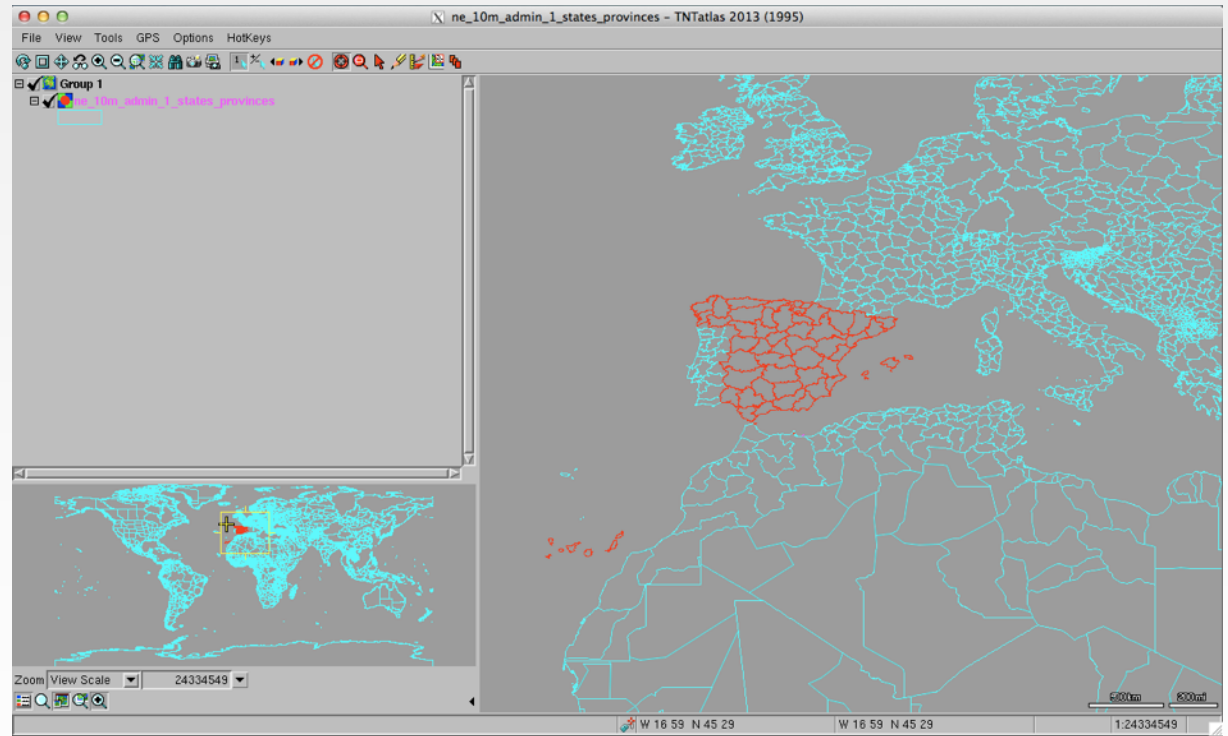 ne_10m_admin_1_states_provinces – TNTatlas 2013 (1995)
File View Tools GPS Options HotKeys
Group 1
ne_10m_admin_1_states_provinces
Zoom View Scale 24334549
200mi
W 16 59 N 45 29 W 16 59 N 45 29 1:24334549